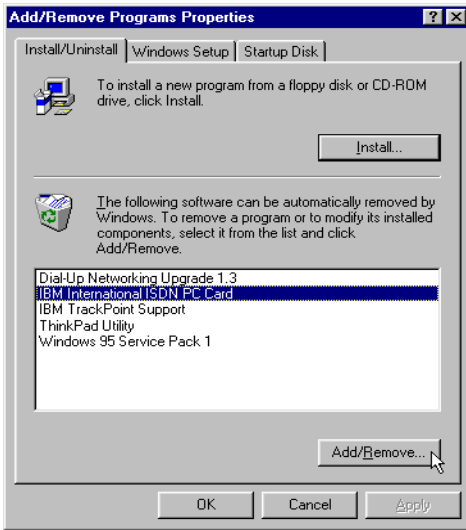 Add/Remove Programs Properties
Install/Uninstall
Windows Setup
Startup Disk
To install a new program from a floppy disk or CD-ROM
drive, click Install.
Install...
The following software can be automatically removed by
Windows. To remove a program or to modify its installed
components, select it from the list and click
Add/Remove.
Dial-Up Networking Upgrade 1.3
IBM International ISDN PC Card
IBM TrackPoint Support
ThinkPad Utility
Windows 95 Service Pack 1
Add/Remove...
OK
Cancel
Apply